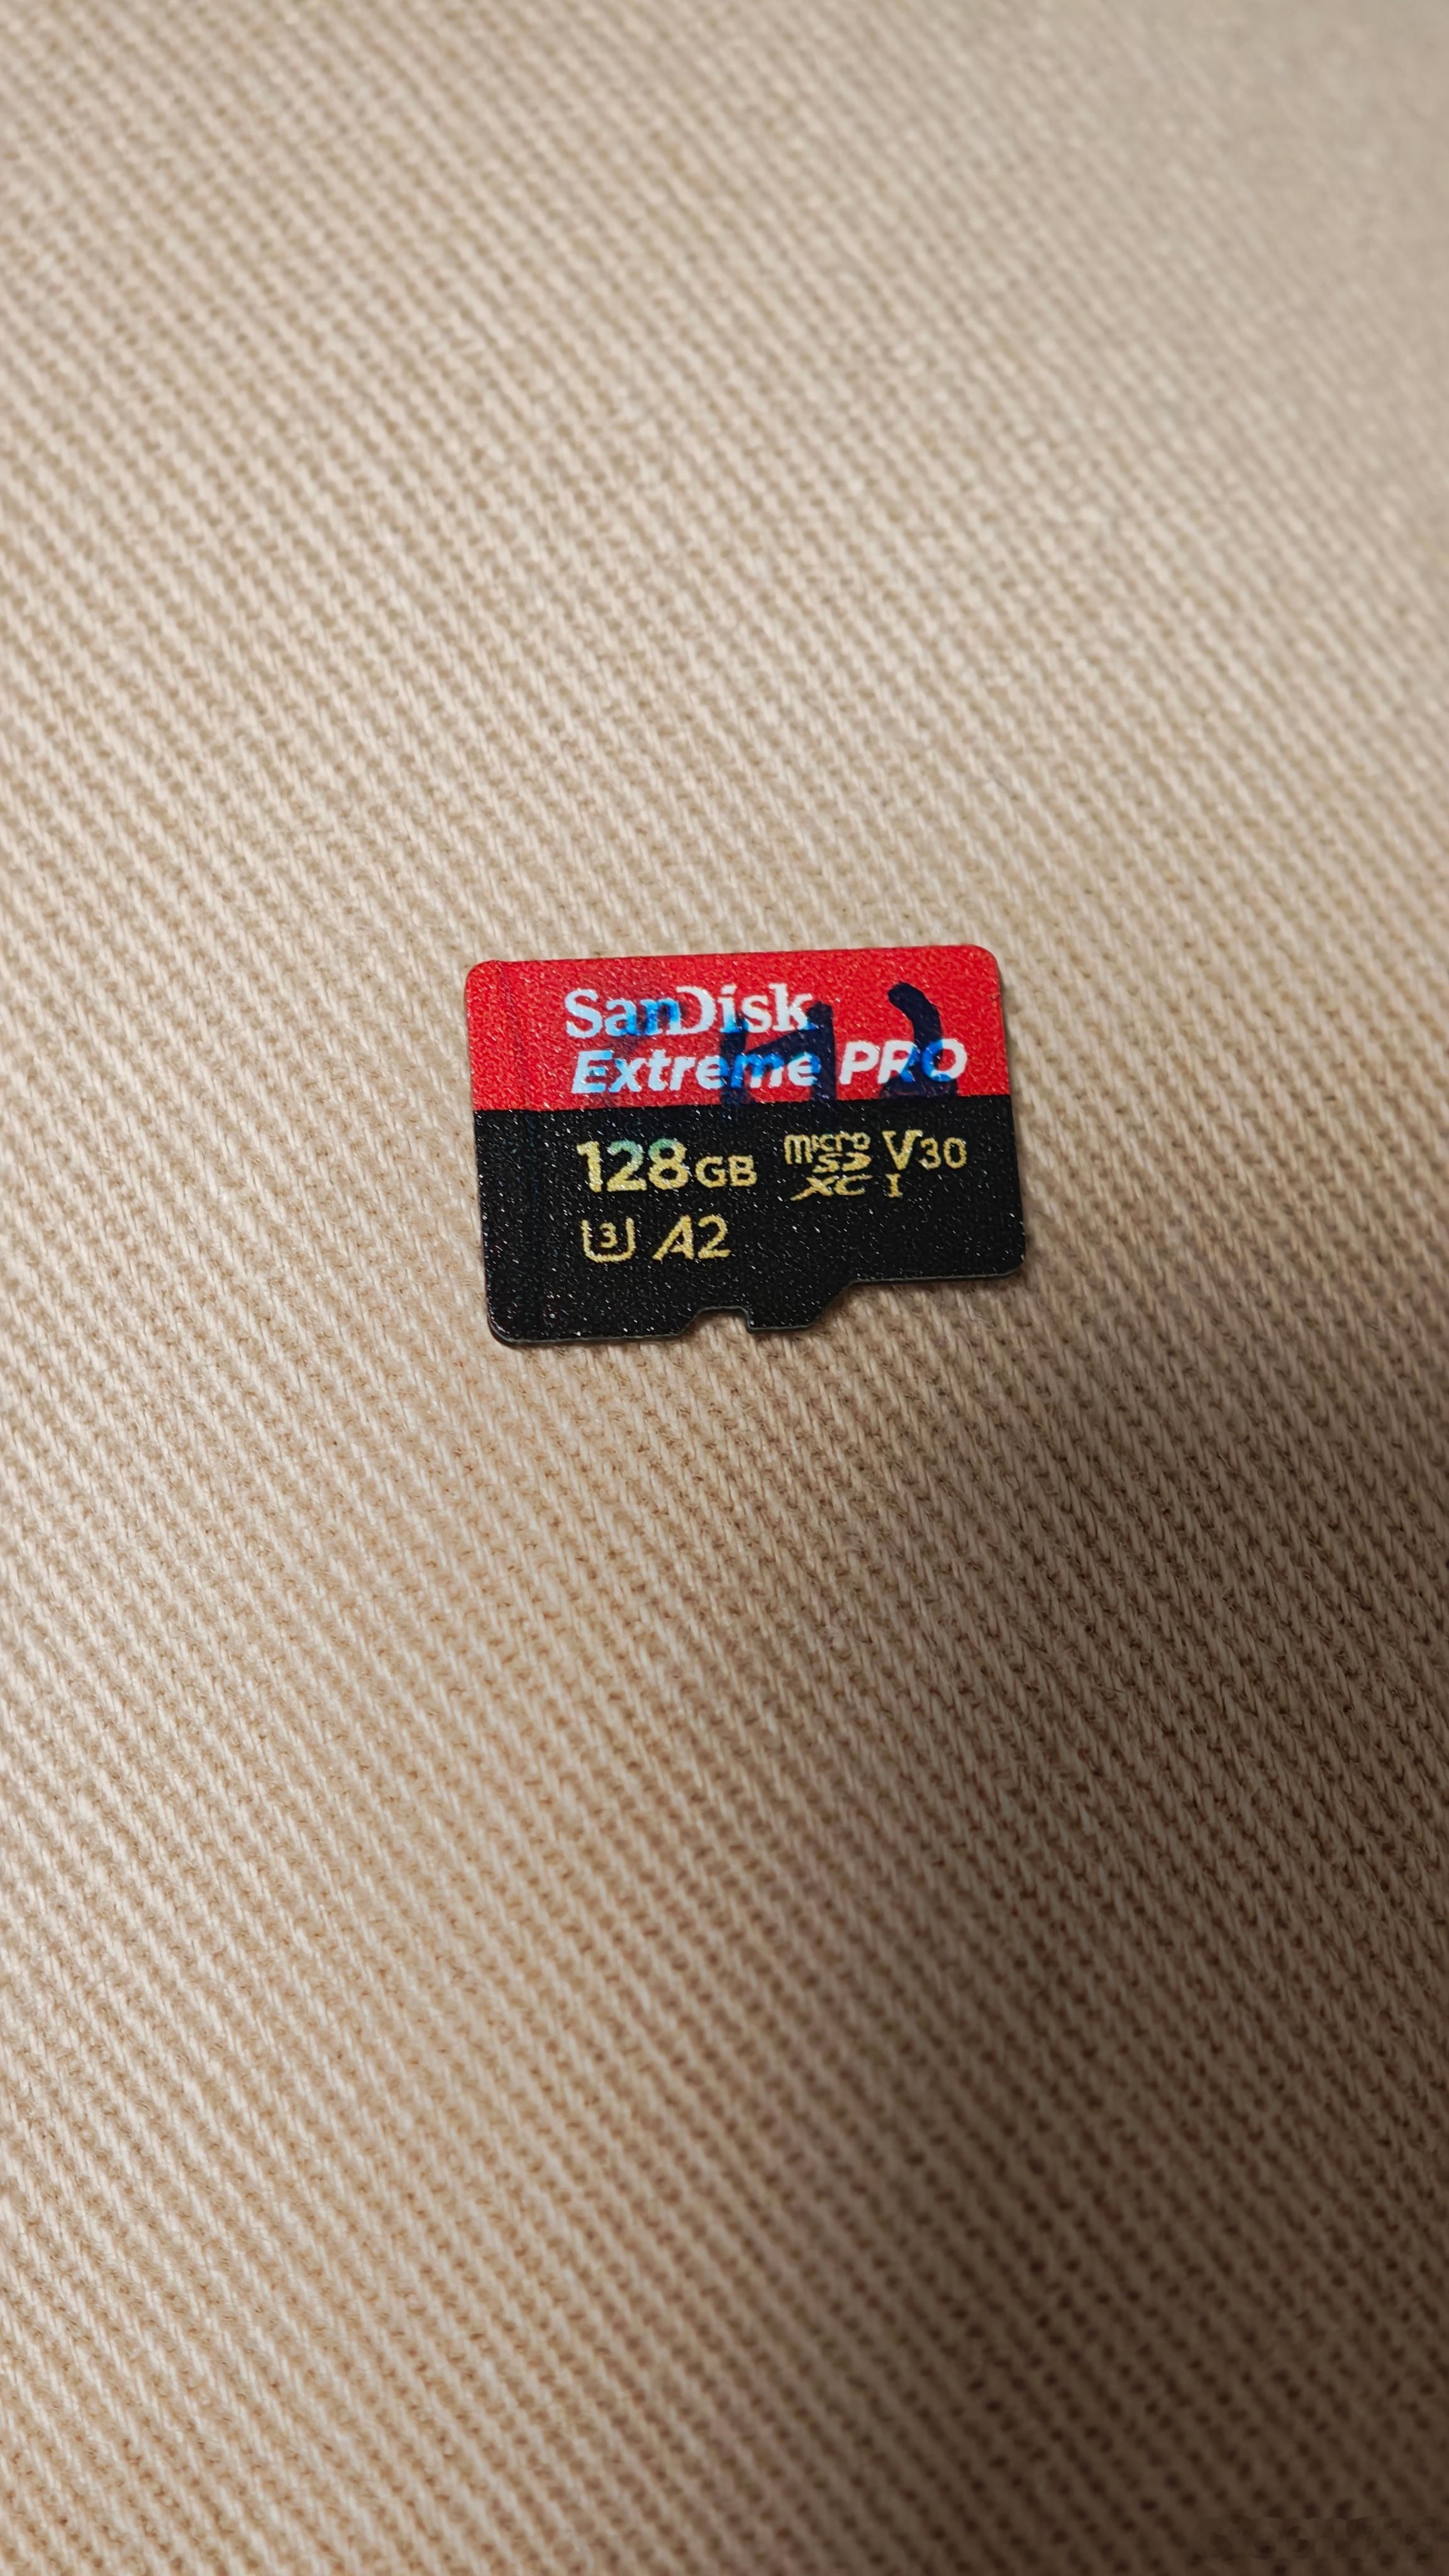 SanDisk
Extreme PRO
128GB micro SD XC I V30
U3 A2